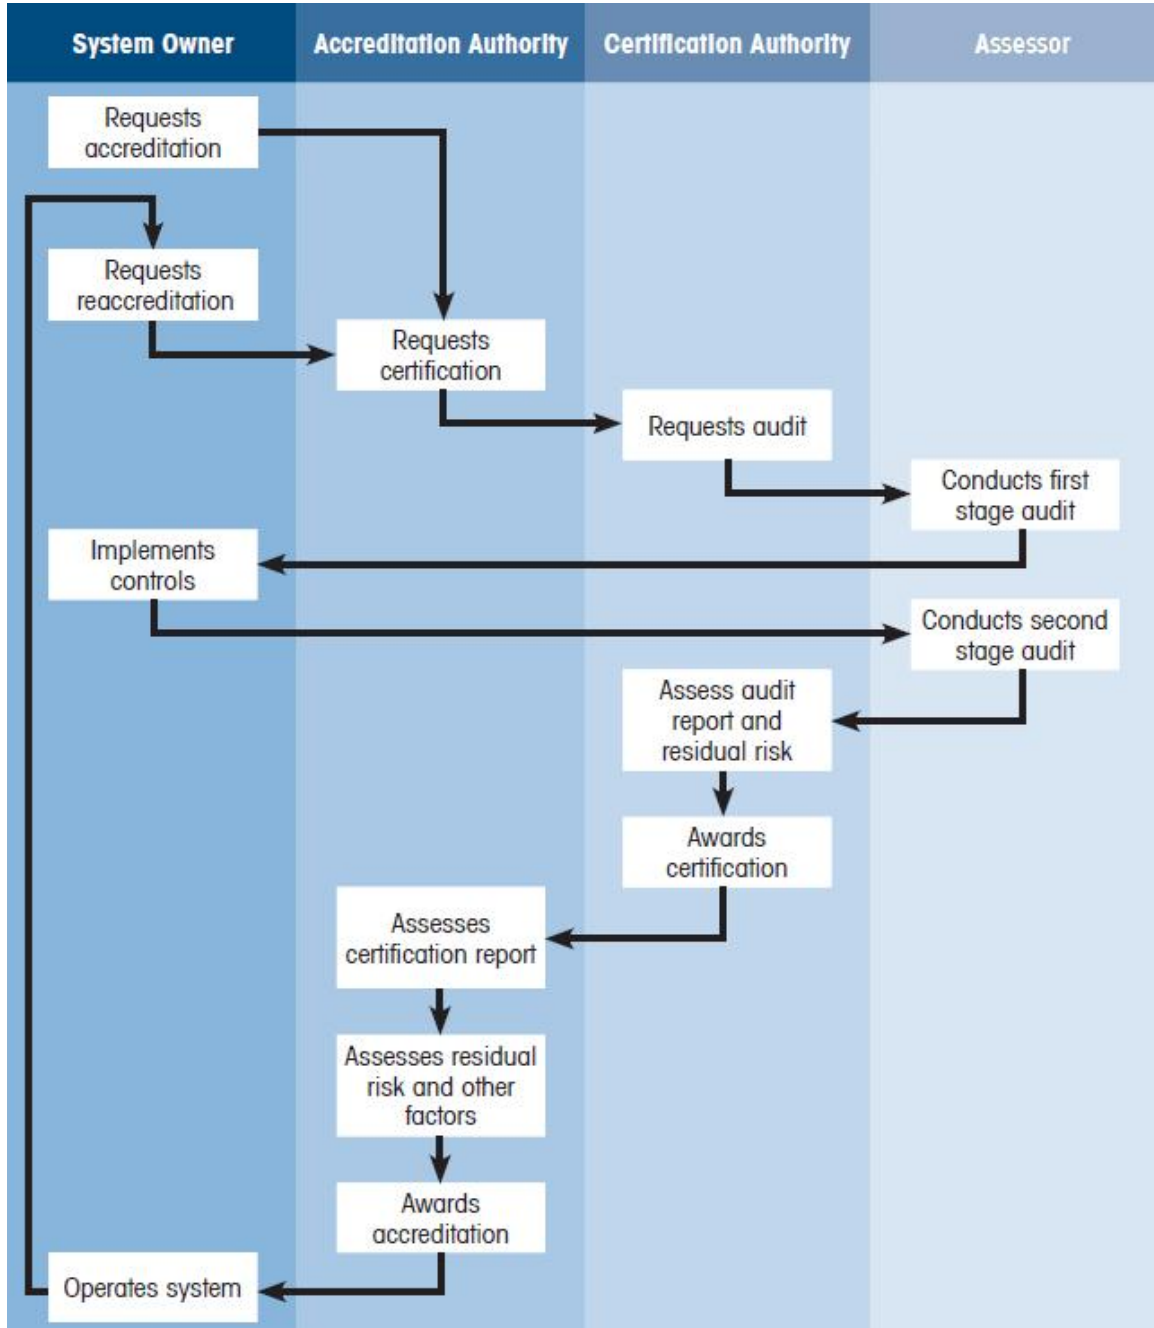 System Owner
Accreditation Authority
Certification Authority
Assessor
Requests
accreditation
Requests
reaccreditation
Requests
certification
Requests audit
Conducts first
stage audit
Implements
controls
Conducts second
stage audit
Assess audit
report and
residual risk
Awards
certification
Assesses
certification report
Assesses residual
risk and other
factors
Awards
accreditation
Operates system